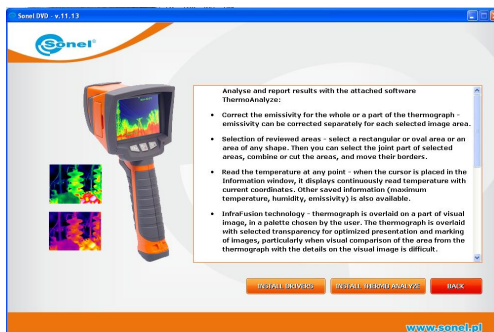 Sonel DVD - v.11.13
Sonel®
Analyse and report results with the attached software
ThermoAnalyze:
• Correct the emissivity for the whole or a part of the thermograph -
emissivity can be corrected separately for each selected image area.
• Selection of reviewed areas - select a rectangular or oval area or an
area of any shape. Then you can select the joint part of selected
areas, combine or cut the areas, and move their borders.
• Read the temperature at any point - when the cursor is placed in the
Information window, it displays continuously read temperature with
current coordinates. Other saved information (maximum
temperature, humidity, emissivity) is also available.
• InfraFusion technology - thermograph is overlaid on a part of visual
image, in a palette chosen by the user. The thermograph is overlaid
with selected transparency for optimized presentation and marking
of images, particularly when visual comparison of the area from the
thermograph with the details on the visual image is difficult.
INSTALL DRIVERS INSTALL THERMO ANALYZE BACK
www.sonel.pl